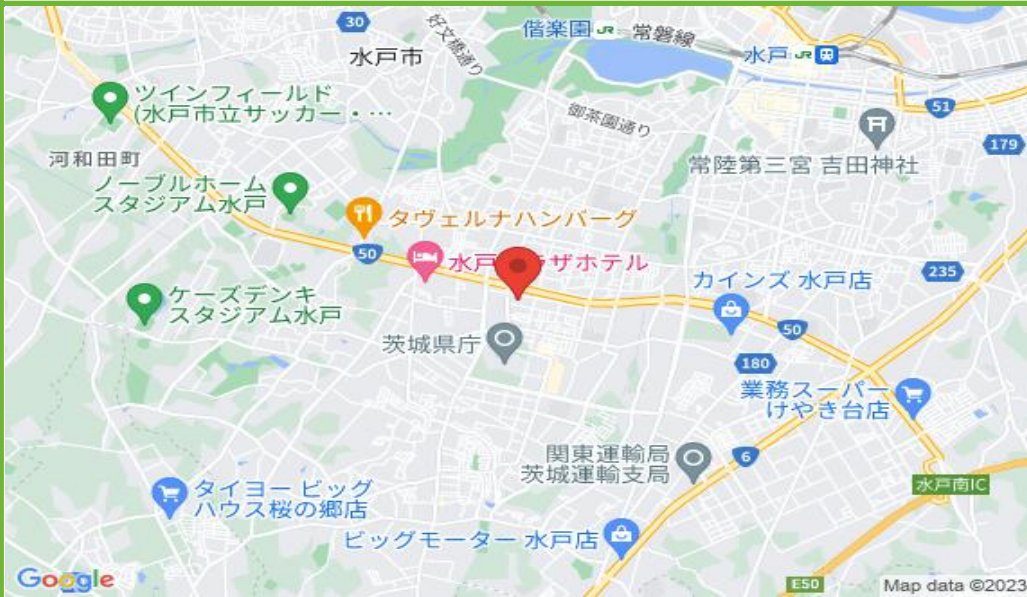 30
好文橋通り
偕楽園 JR
常磐線
水戸市
水戸 JR
ツインフィールド
(水戸市立サッカー・…
御茶園通り
51
179
河和田町
常陸第三宮 吉田神社
ノーブルホーム
スタジアム水戸
タヴェルナハンバーグ
50
水戸
ラザホテル
235
カインズ 水戸店
ケーズデンキ
スタジアム水戸
50
茨城県庁
180
業務スーパー
けやき台店
関東運輸局
茨城運輸支局
6
水戸南IC
タイヨー ビッグ
ハウス桜の郷店
ビッグモーター 水戸店
Google
E50
Map data ©2023